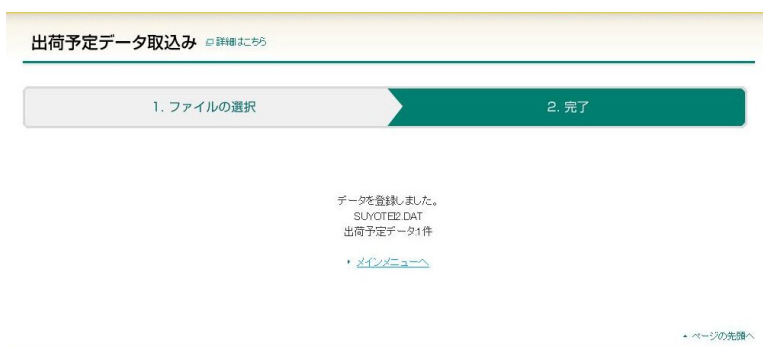 出荷予定データ取込み 詳細はこちら
1. ファイルの選択
2. 完了
データを登録しました。
SUYOTEI2.DAT
出荷予定データ:1件
メインメニューへ
ページの先頭へ